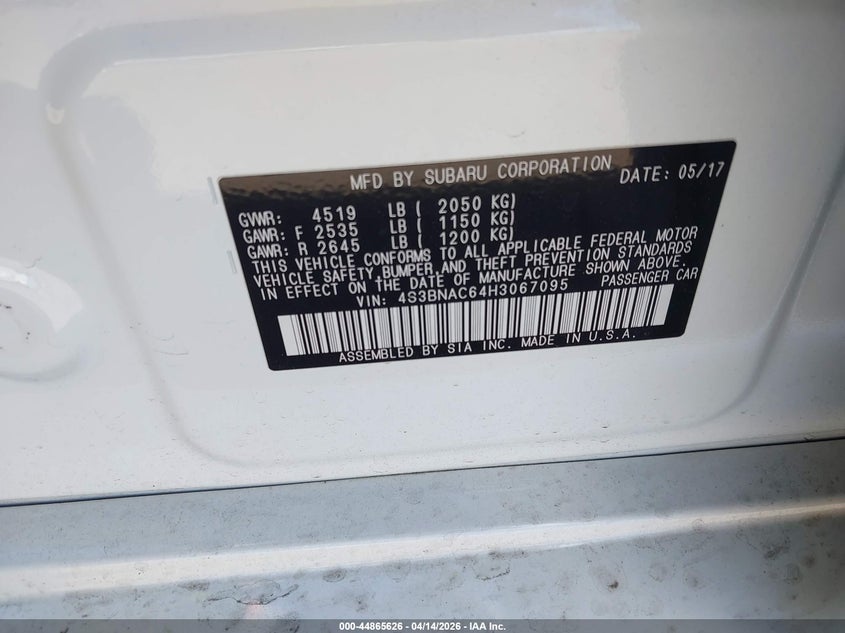 MFD BY SUBARU CORPORATION DATE: 05/17
GVWR: 4519 LB ( 2050 KG)
GAWR: F 2535 LB ( 1150 KG)
GAWR: R 2645 LB ( 1200 KG)
THIS VEHICLE CONFORMS TO ALL APPLICABLE FEDERAL MOTOR
VEHICLE SAFETY,BUMPER,AND THEFT PREVENTION STANDARDS
IN EFFECT ON THE DATE OF MANUFACTURE SHOWN ABOVE.
VIN: 4S3BNAC64H3067095 PASSENGER CAR
ASSEMBLED BY SIA INC. MADE IN U.S.A.
000-44865626 - 04/14/2026 - IAA Inc.